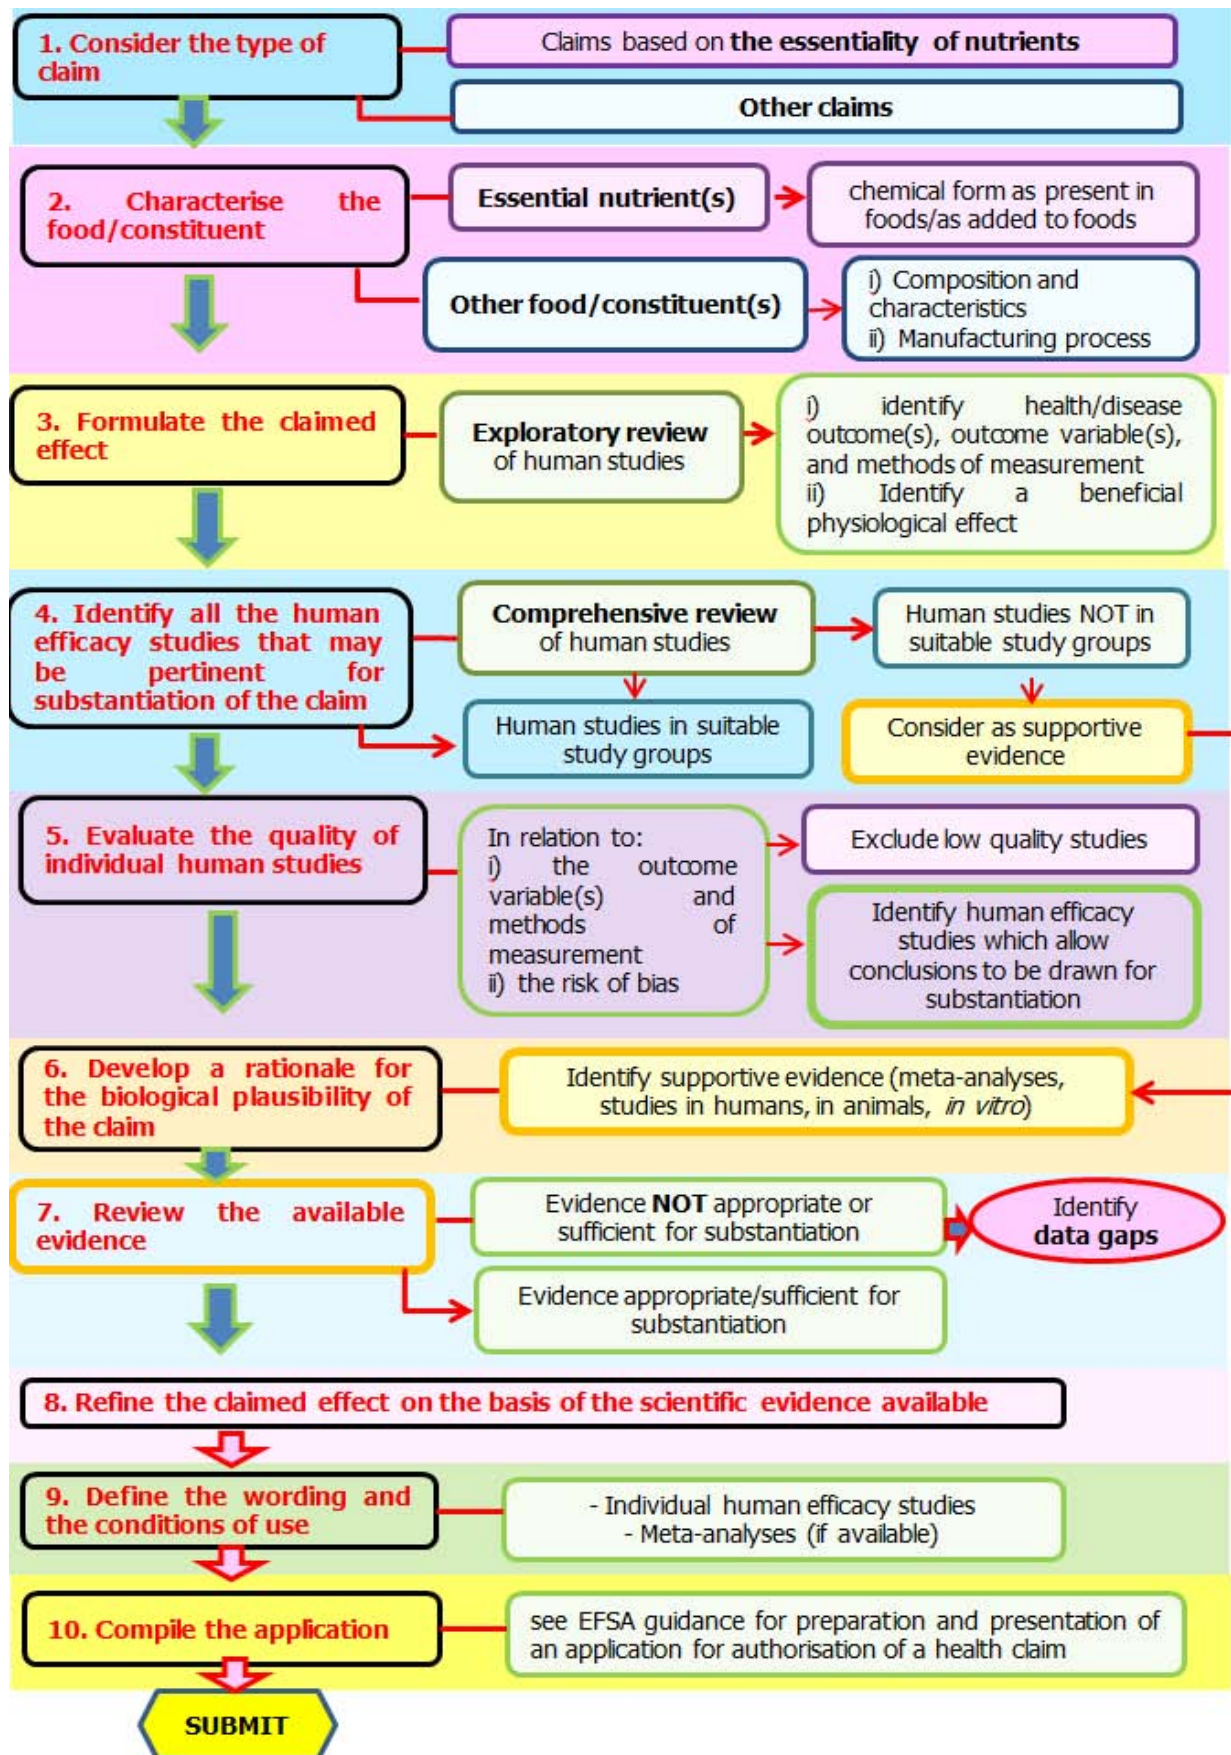 1. Consider the type of
claim
Claims based on the essentiality of nutrients
Other claims
2. Characterise the
food/constituent
Essential nutrient(s)
chemical form as present in
foods/as added to foods
Other food/constituent(s)
i) Composition and
characteristics
ii) Manufacturing process
3. Formulate the claimed
effect
Exploratory review
of human studies
i) identify health/disease
outcome(s), outcome variable(s),
and methods of measurement
ii) Identify a beneficial
physiological effect
4. Identify all the human
efficacy studies that may
be pertinent for
substantiation of the claim
Comprehensive review
of human studies
Human studies NOT in
suitable study groups
Human studies in suitable
study groups
Consider as supportive
evidence
5. Evaluate the quality of
individual human studies
In relation to:
i) the outcome
variable(s) and
methods of
measurement
ii) the risk of bias
Exclude low quality studies
Identify human efficacy
studies which allow
conclusions to be drawn for
substantiation
6. Develop a rationale for
the biological plausibility of
the claim
Identify supportive evidence (meta-analyses,
studies in humans, in animals, in vitro)
7. Review the available
evidence
Evidence NOT appropriate or
sufficient for substantiation
Identify
data gaps
Evidence appropriate/sufficient for
substantiation
8. Refine the claimed effect on the basis of the scientific evidence available
9. Define the wording and
the conditions of use
- Individual human efficacy studies
- Meta-analyses (if available)
10. Compile the application
see EFSA guidance for preparation and presentation of
an application for authorisation of a health claim
SUBMIT